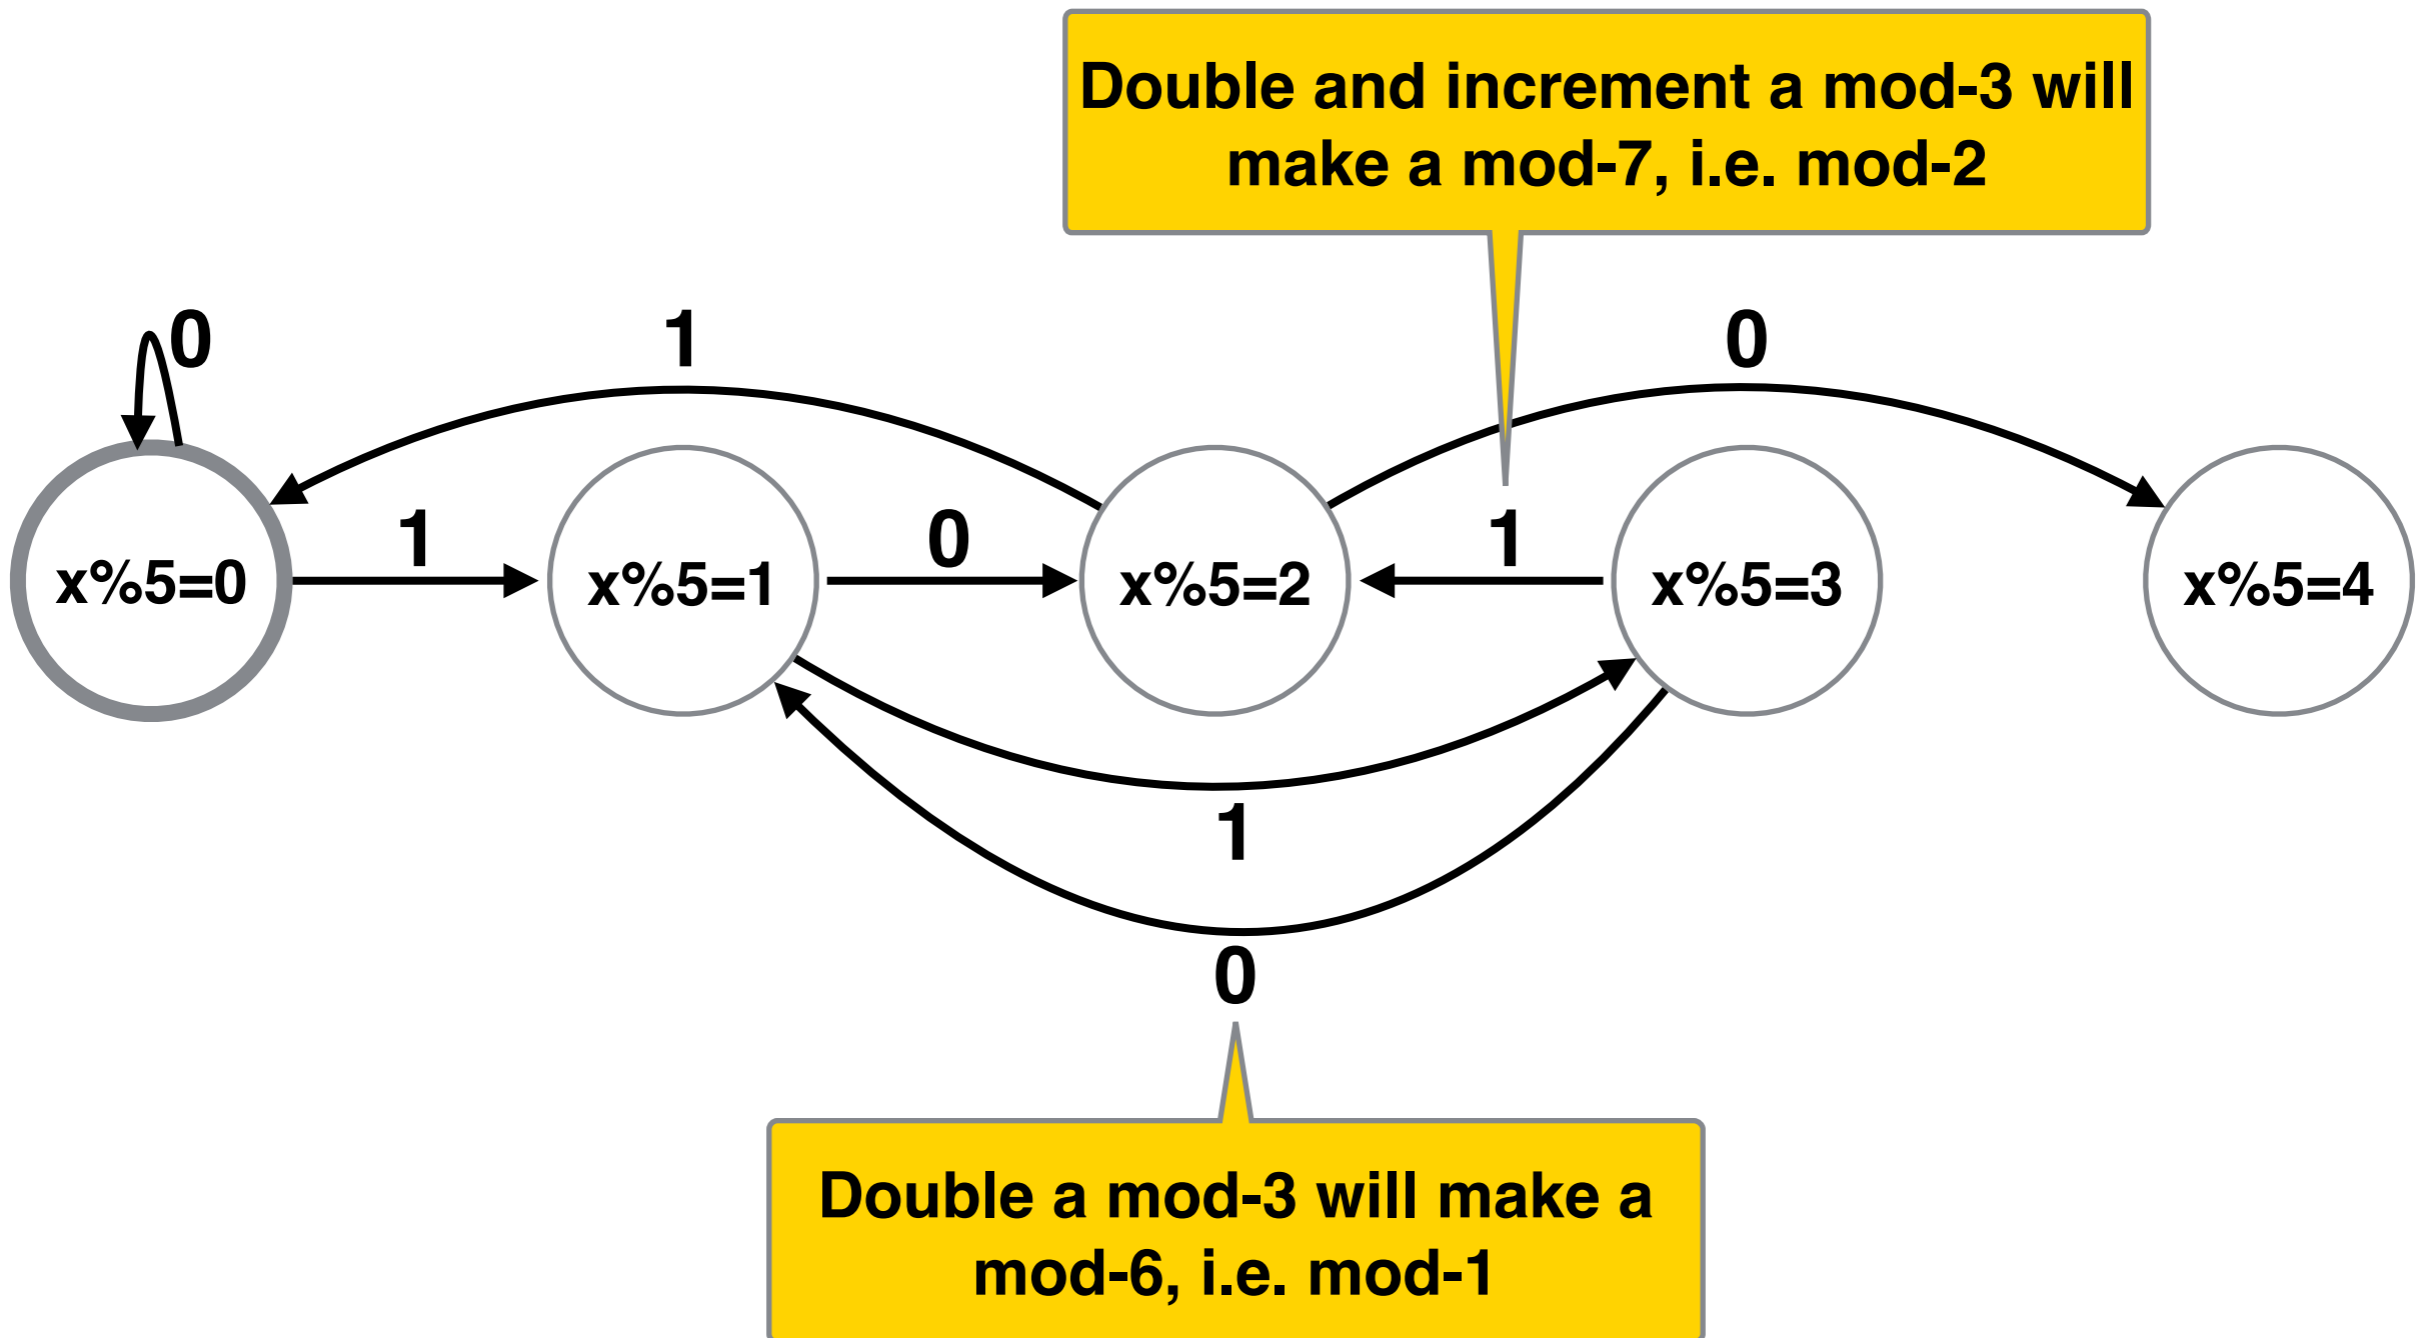 Double and increment a mod-3 will
make a mod-7, i.e. mod-2
0
1
0
x%5=0
1
x%5=1
0
x%5=2
1
x%5=3
x%5=4
1
0
Double a mod-3 will make a
mod-6, i.e. mod-1